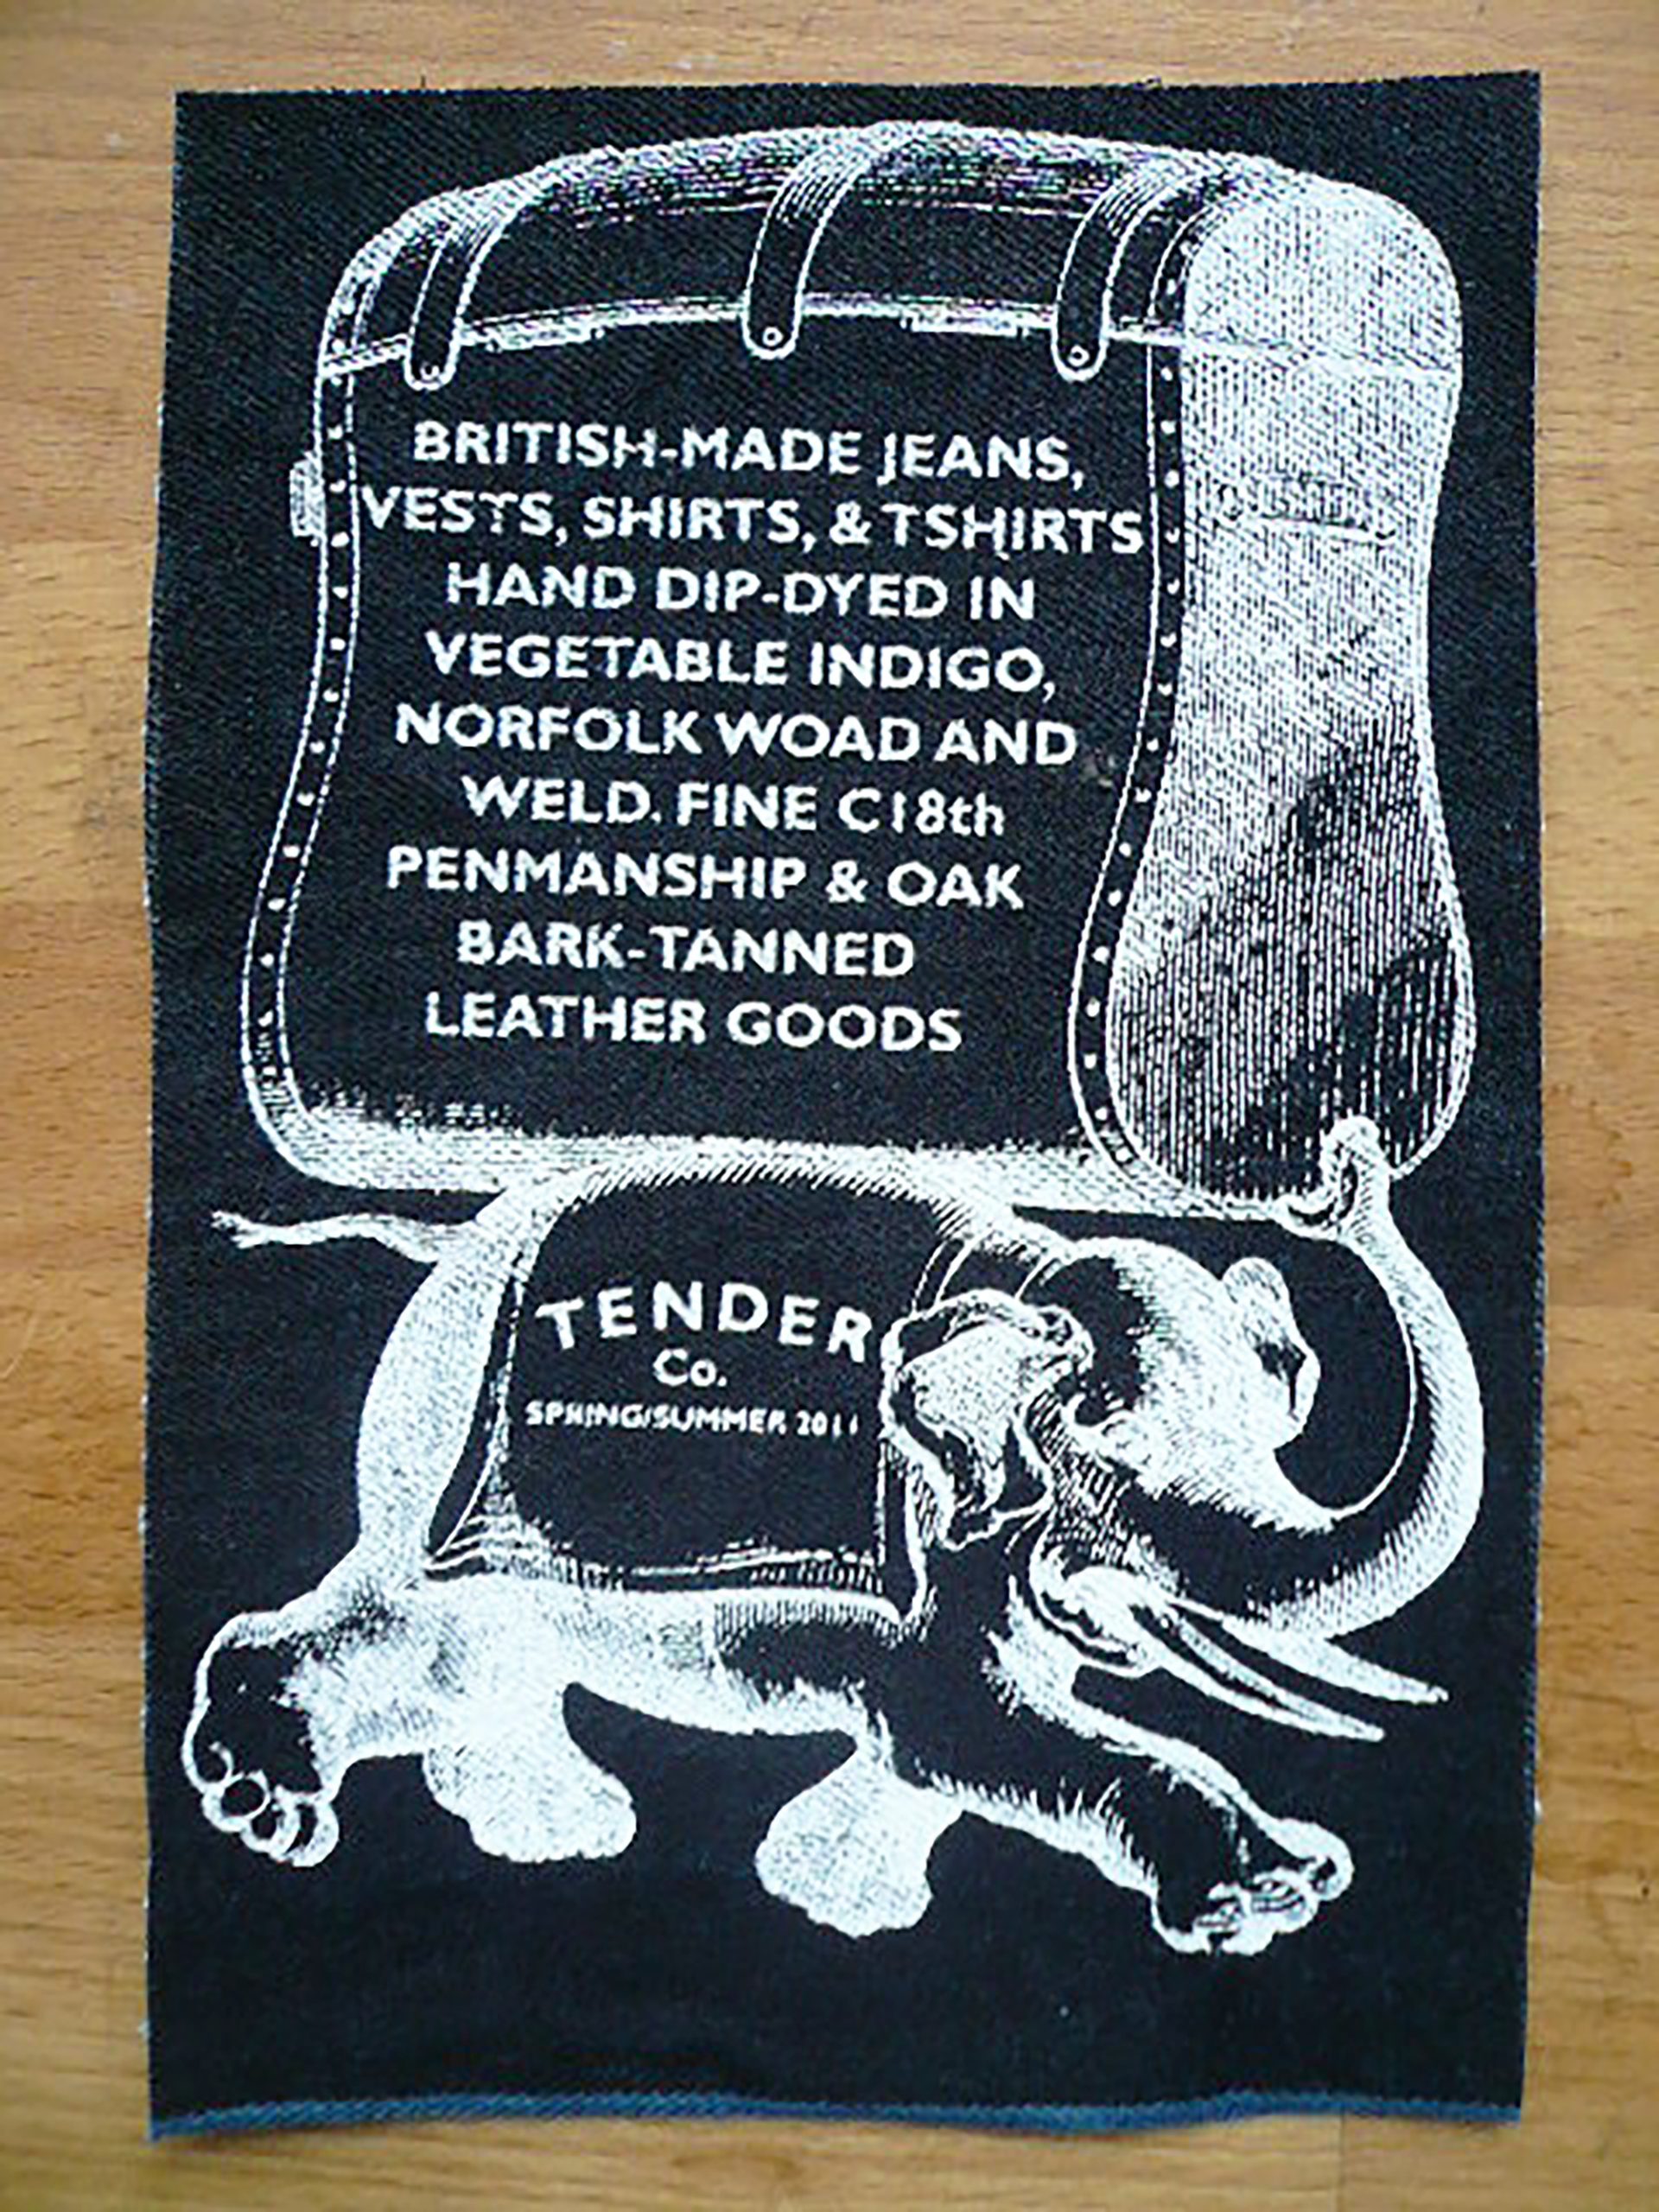 BRITISH-MADE JEANS,
VESTS, SHIRTS, & TSHIRTS
HAND DIP-DYED IN
VEGETABLE INDIGO,
NORFOLK WOAD AND
WELD. FINE C18th
PENMANSHIP & OAK
BARK-TANNED
LEATHER GOODS
TENDER
Co.
SPRING/SUMMER 2011